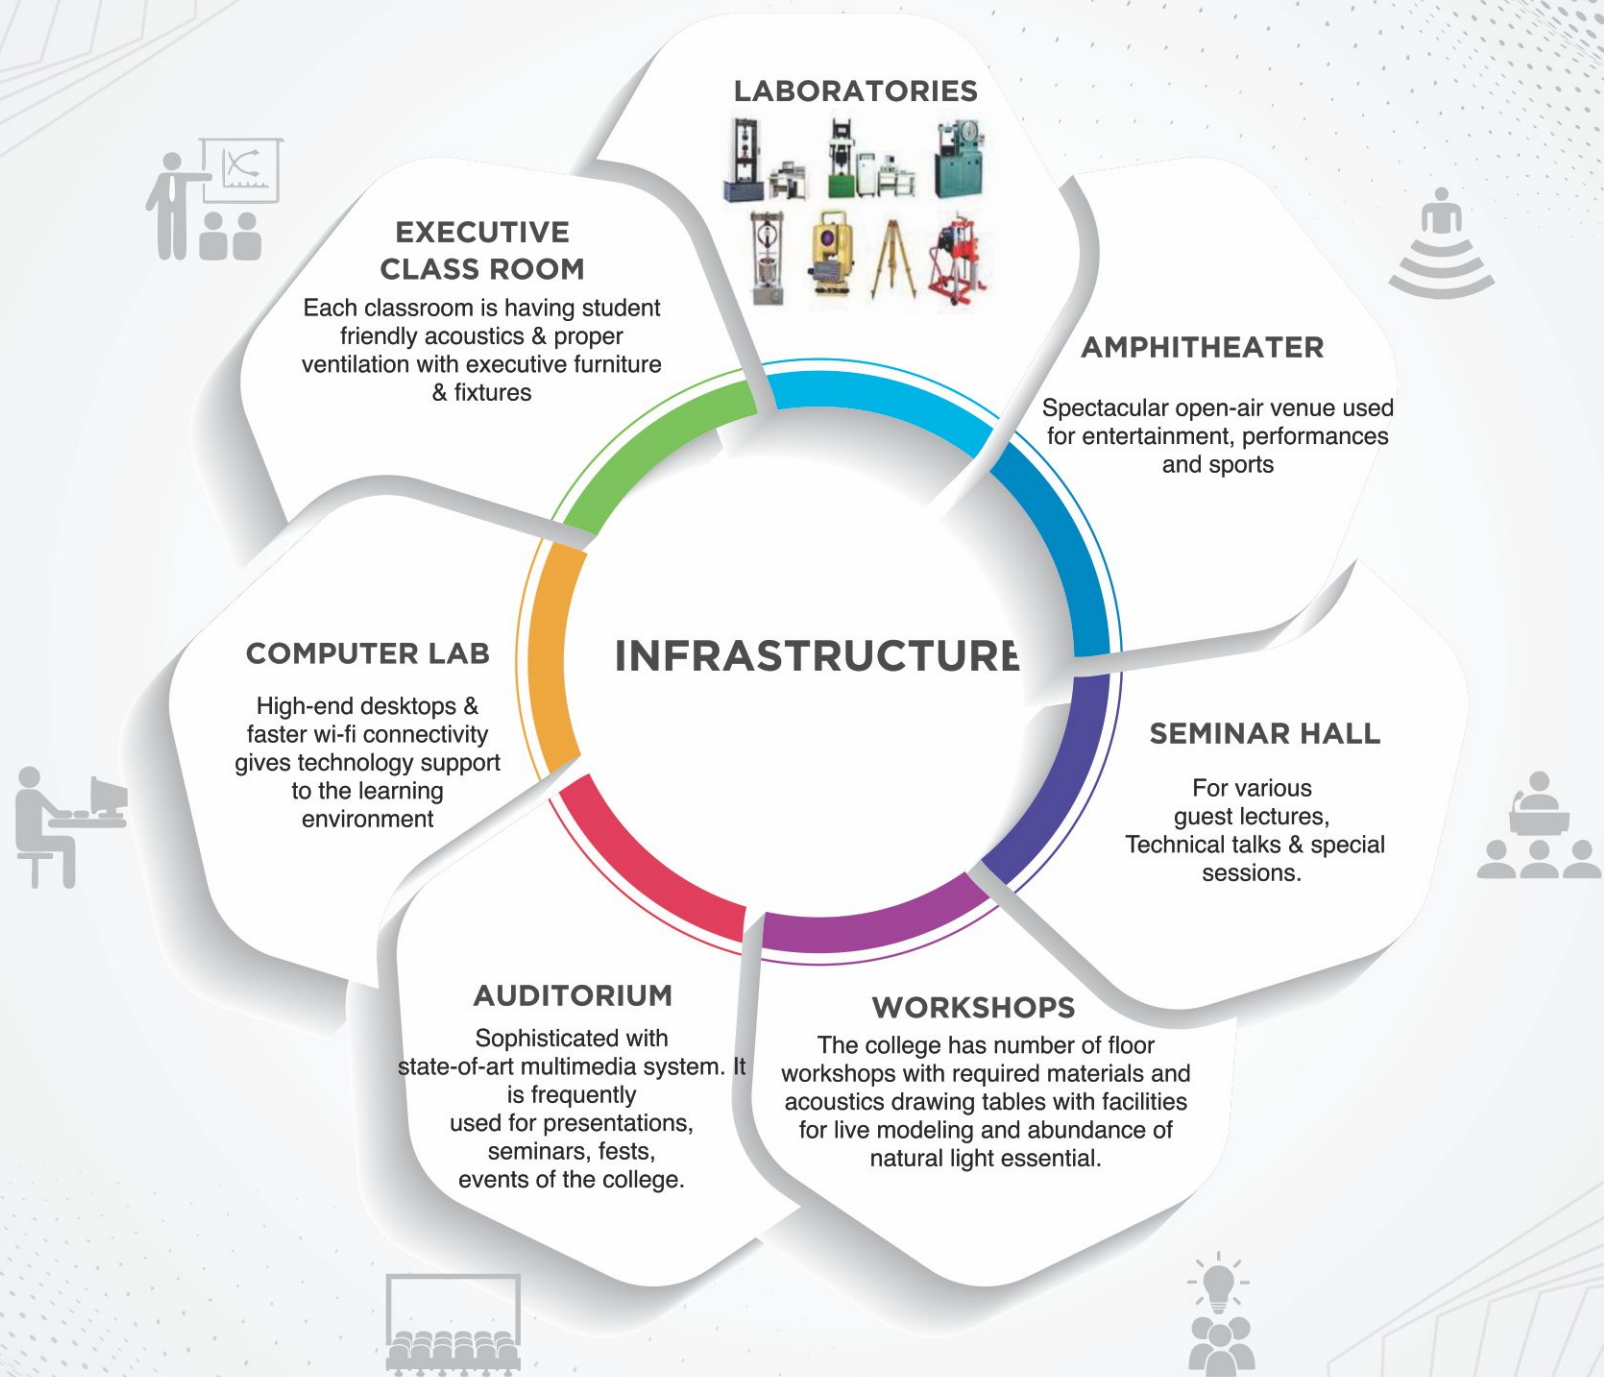 LABORATORIES
EXECUTIVE
CLASS ROOM
Each classroom is having student
friendly acoustics & proper
ventilation with executive furniture
& fixtures
AMPHITHEATER
Spectacular open-air venue used
for entertainment, performances
and sports
INFRASTRUCTURE
COMPUTER LAB
High-end desktops &
faster wi-fi connectivity
gives technology support
to the learning
environment
SEMINAR HALL
For various
guest lectures,
Technical talks & special
sessions.
AUDITORIUM
Sophisticated with
state-of-art multimedia system. It
is frequently
used for presentations,
seminars, fests,
events of the college.
WORKSHOPS
The college has number of floor
workshops with required materials and
acoustics drawing tables with facilities
for live modeling and abundance of
natural light essential.